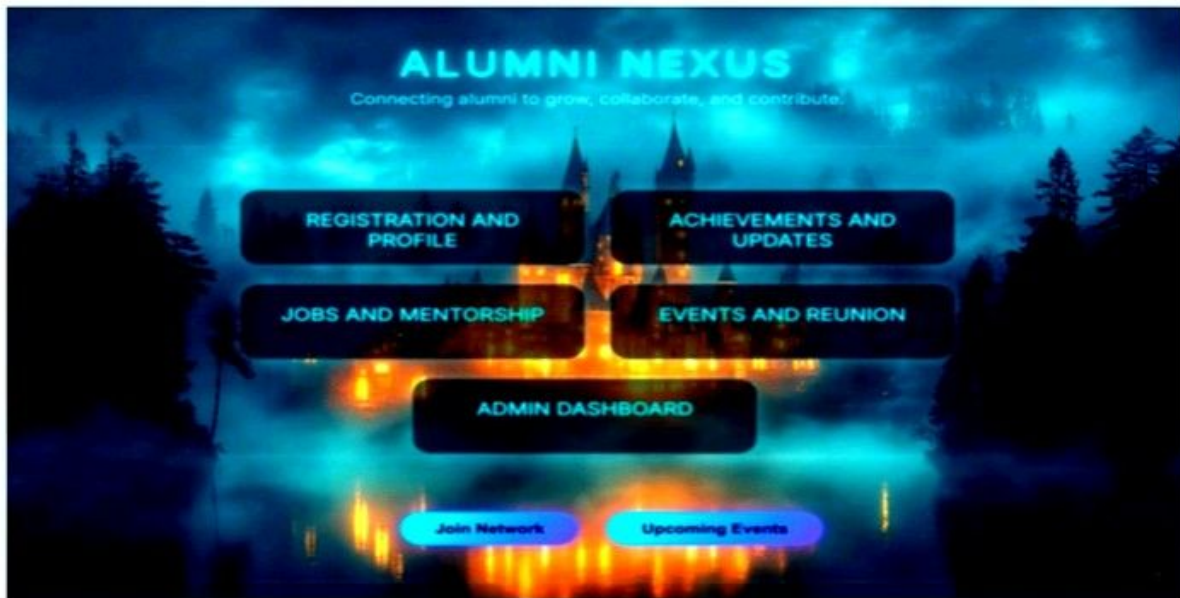 ALUMNI NEXUS
Connecting alumni to grow, collaborate, and contribute.
REGISTRATION AND
PROFILE
ACHIEVEMENTS AND
UPDATES
JOBS AND MENTORSHIP
EVENTS AND REUNION
ADMIN DASHBOARD
Join Network
Upcoming Events